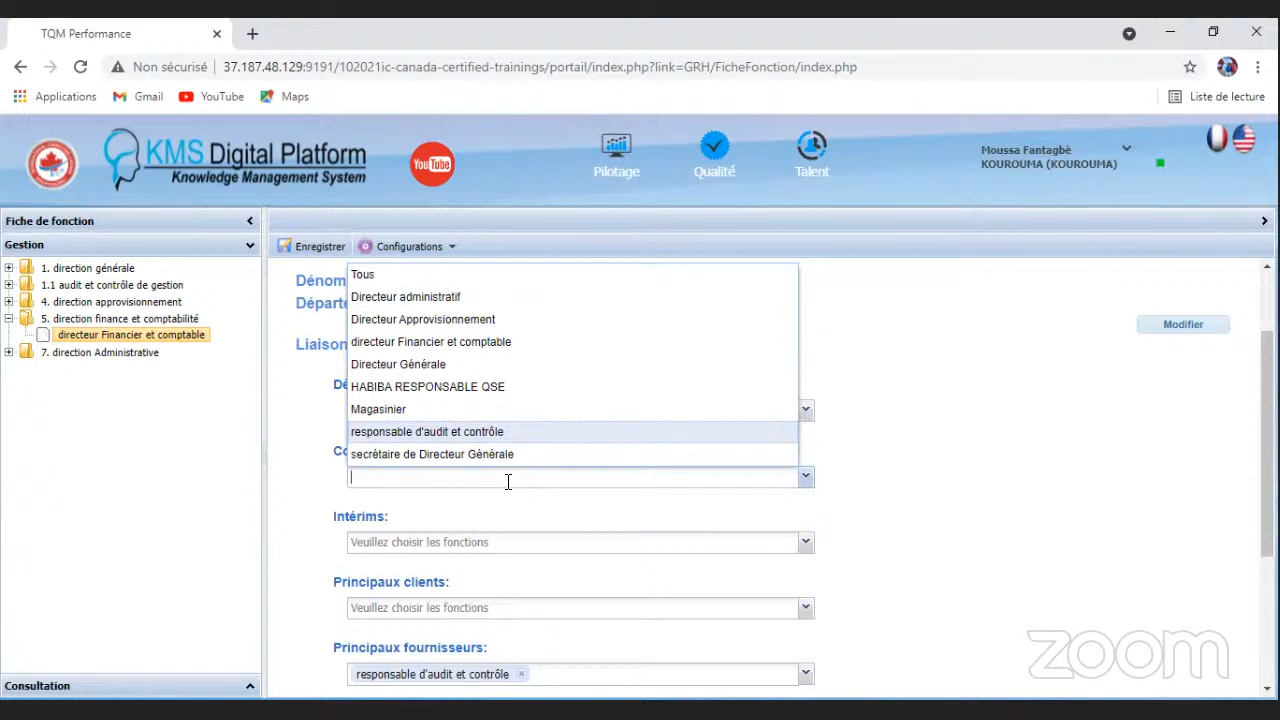 TQM Performance
Non sécurisé 37.187.48.129:9191/102021ic-canada-certified-trainings/portail/index.php?link=GRH/FicheFonction/index.php
Applications Gmail YouTube Maps Liste de lecture
KMS Digital Platform
Knowledge Management System
YouTube
Pilotage Qualité Talent
Moussa Fantagbè
KOUROUMA (KOUROUMA)
Fiche de fonction
Gestion
Enregistrer Configurations
1. direction générale
1.1 audit et contrôle de gestion
4. direction approvisionnement
5. direction finance et comptabilité
directeur Financier et comptable
7. direction Administrative
Consultation
Dénom
Départe
Modifier
Liaison
Dé
Co
Tous
Directeur administratif
Directeur Approvisionnement
directeur Financier et comptable
Directeur Générale
HABIBA RESPONSABLE QSE
Magasinier
responsable d'audit et contrôle
secrétaire de Directeur Générale
Intérims:
Veuillez choisir les fonctions
Principaux clients:
Veuillez choisir les fonctions
Principaux fournisseurs:
responsable d'audit et contrôle
zoom